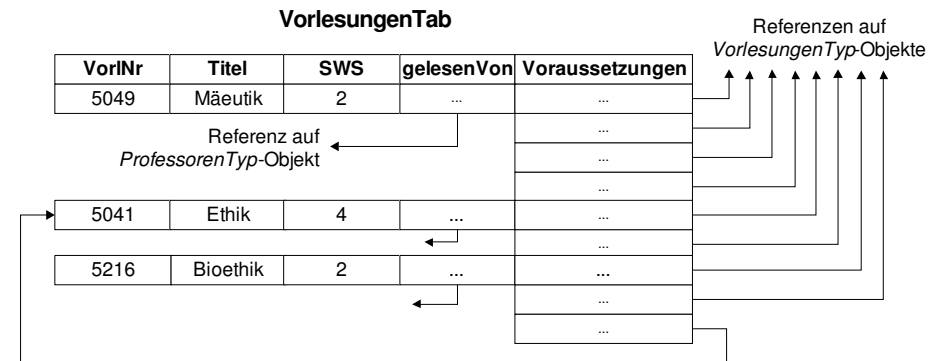 VorlesungenTab
Referenzen auf
VorlesungenTyp-Objekte
VorlNr Titel SWS gelesenVon Voraussetzungen
5049 Mäeutik 2 ... ...
...
Referenz auf
ProfessorenTyp-Objekt
...
...
5041 Ethik 4 ... ...
...
5216 Bioethik 2 ... ...
...
...